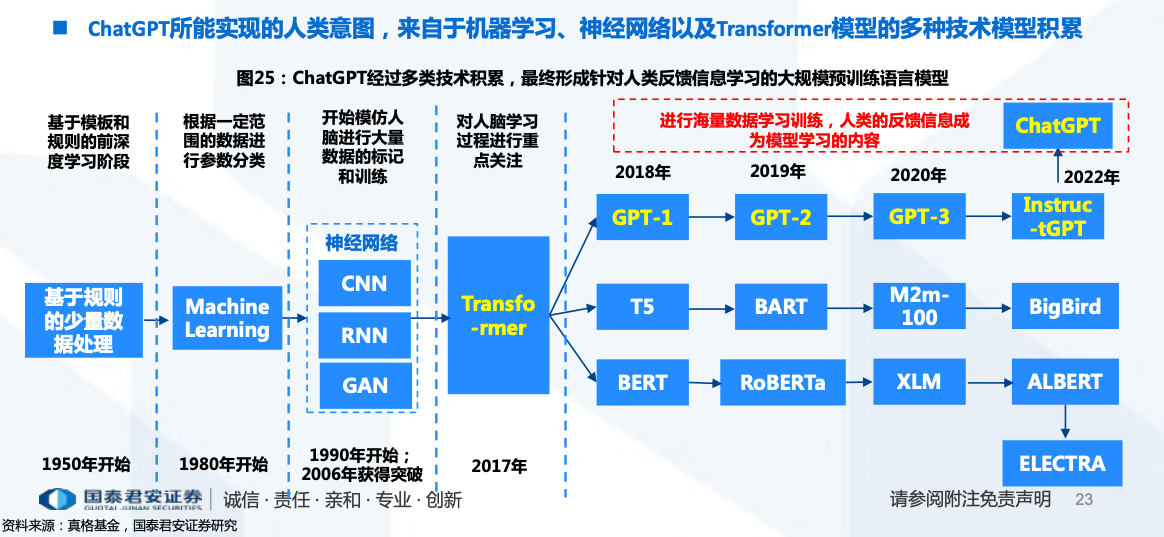 ■ ChatGPT所能实现的人类意图，来自于机器学习、神经网络以及Transformer模型的多种技术模型积累
图25：ChatGPT经过多类技术积累，最终形成针对人类反馈信息学习的大规模预训练语言模型
基于模板和
规则的前深
度学习阶段
根据一定范
围的数据进
行参数分类
开始模仿人
脑进行大量
数据的标记
和训练
对人脑学习
过程进行重
点关注
进行海量数据学习训练，人类的反馈信息成
为模型学习的内容
ChatGPT
2018年
2019年
2020年
2022年
GPT-1
GPT-2
GPT-3
Instruc
-tGPT
神经网络
CNN
RNN
GAN
基于规则
的少量数
据处理
Machine
Learning
Transfo
-rmer
T5
BART
M2m-
100
BigBird
BERT
RoBERTa
XLM
ALBERT
ELECTRA
1950年开始
1980年开始
1990年开始；
2006年获得突破
2017年
国泰君安证券
GUOTAI JUNAN SECURITIES
诚信·责任·亲和·专业·创新
请参阅附注免责声明
23
资料来源：真格基金，国泰君安证券研究